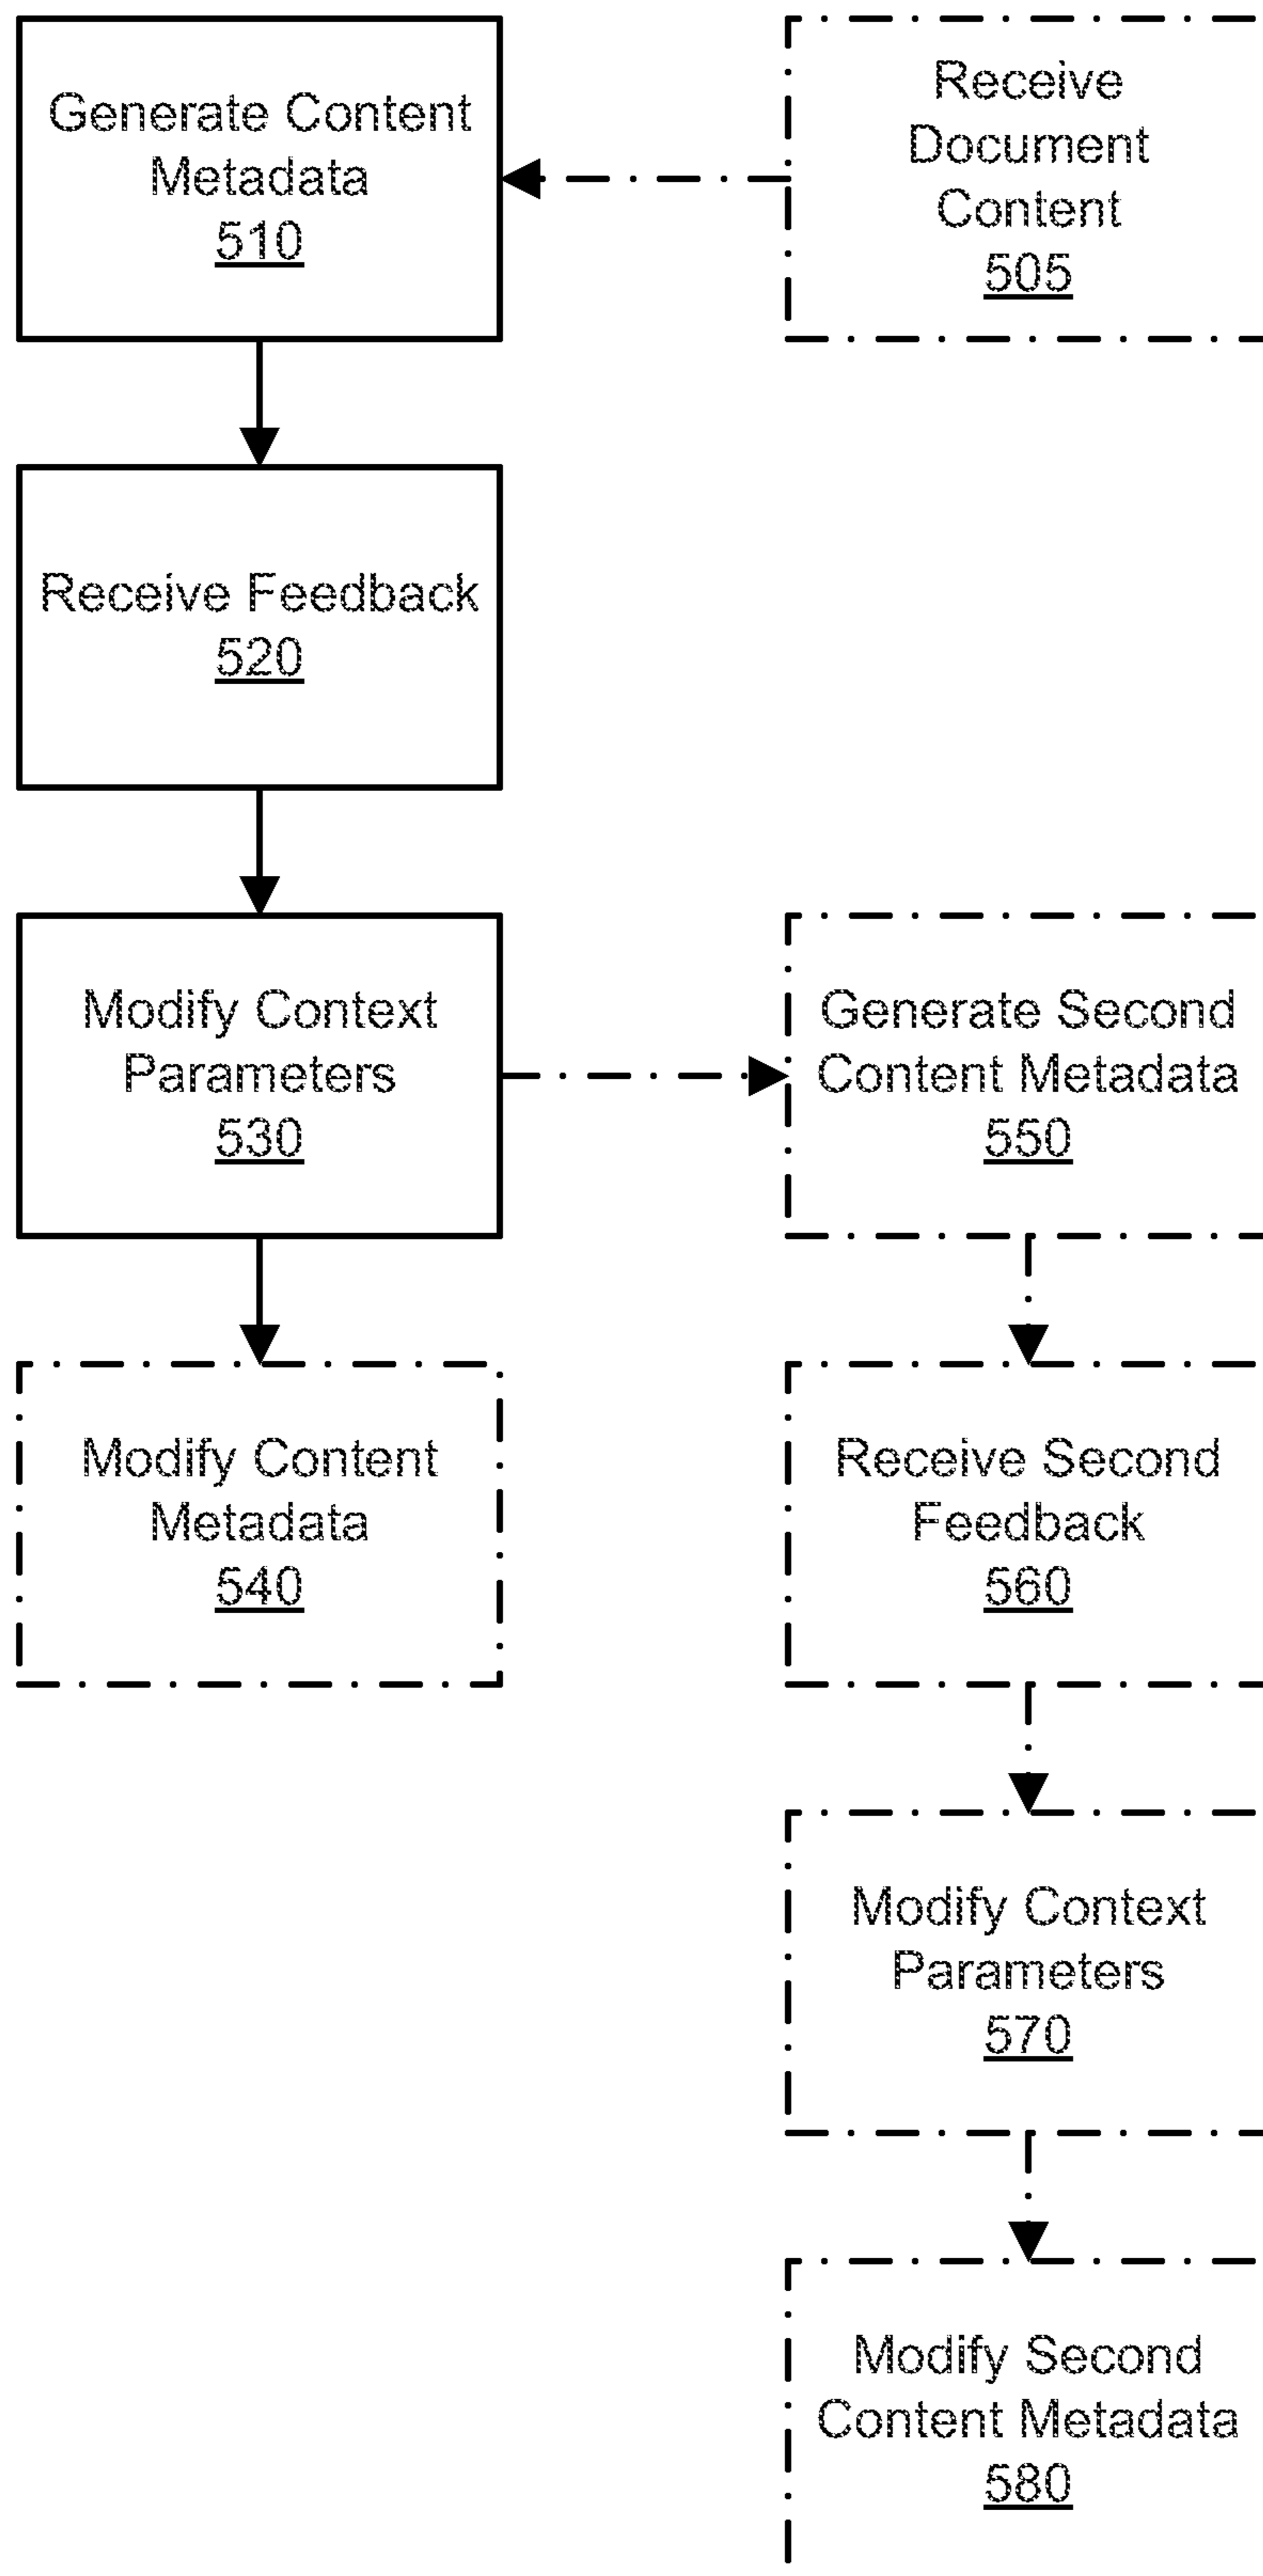 Generate Content
Metadata
510
Receive
Document
Content
505
Receive Feedback
520
Modify Context
Parameters
530
Generate Second
Content Metadata
550
Modify Content
Metadata
540
Receive Second
Feedback
560
Modify Context
Parameters
570
Modify Second
Content Metadata
580